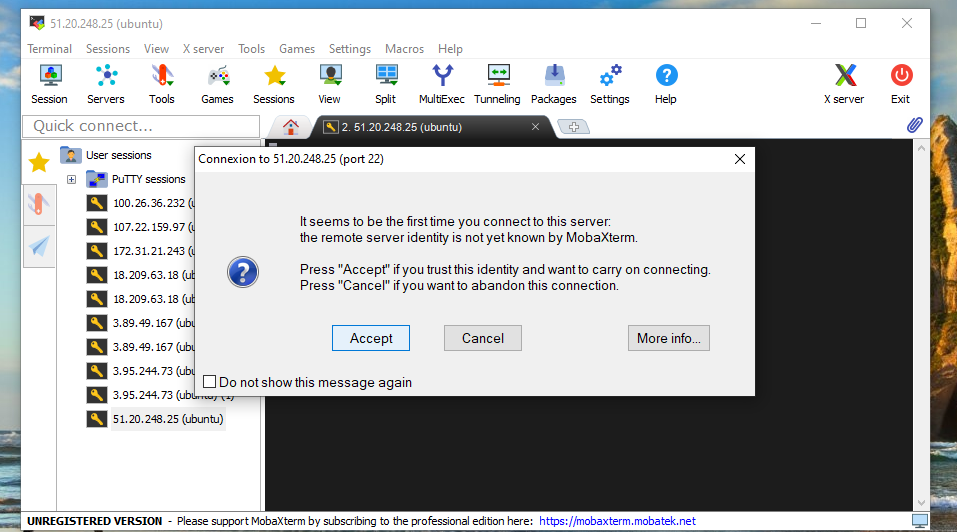 51.20.248.25 (ubuntu)
Terminal Sessions View X server Tools Games Settings Macros Help
Session Servers Tools Games Sessions View Split MultiExec Tunneling Packages Settings Help X server Exit
Quick connect...
2. 51.20.248.25 (ubuntu)
User sessions
PuTTY sessions
100.26.36.232 (u
107.22.159.97 (
172.31.21.243 (
18.209.63.18 (ub
18.209.63.18 (ub
3.89.49.167 (ubu
3.89.49.167 (ubu
3.95.244.73 (ubu
3.95.244.73 (ubuntu) (1)
51.20.248.25 (ubuntu)
Connexion to 51.20.248.25 (port 22)
It seems to be the first time you connect to this server:
the remote server identity is not yet known by MobaXterm.
Press "Accept" if you trust this identity and want to carry on connecting.
Press "Cancel" if you want to abandon this connection.
Accept Cancel More info...
Do not show this message again
UNREGISTERED VERSION - Please support MobaXterm by subscribing to the professional edition here: https://mobaxterm.mobatek.net